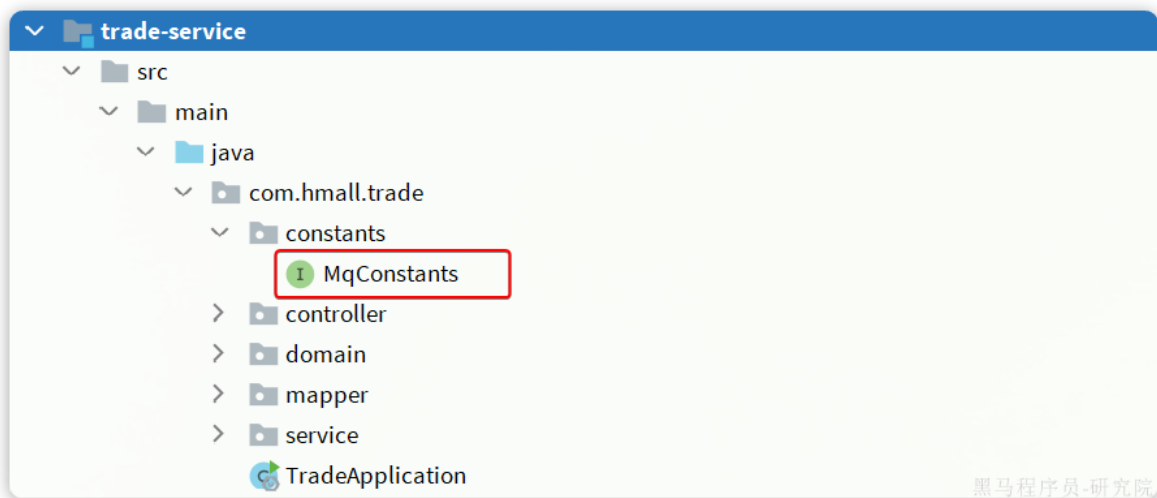 trade-service
src
main
java
com.hmall.trade
constants
I MqConstants
controller
domain
mapper
service
C TradeApplication
黑马程序员-研究院